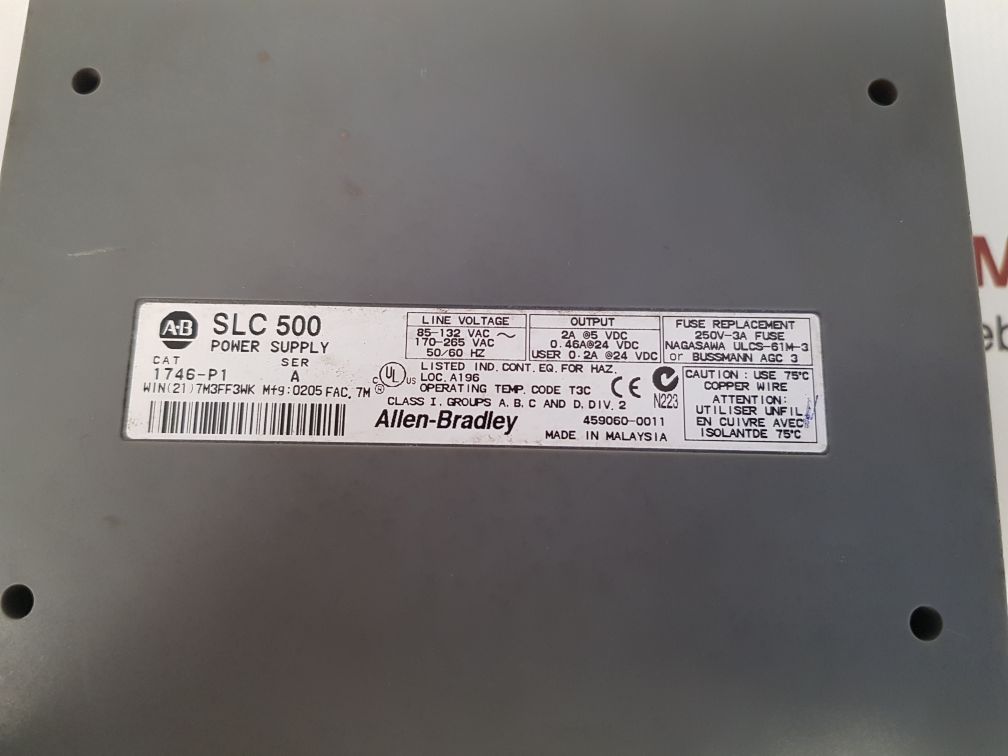 A-B SLC 500
POWER SUPPLY
CAT SER
1746-P1 A
WIN(21)7M3FF3WK Mfg:0205 FAC. 7M
LINE VOLTAGE
85-132 VAC ~
170-265 VAC
50/60 HZ
OUTPUT
2A @5 VDC
0.46A@24 VDC
USER 0.2A @24 VDC
FUSE REPLACEMENT
250V-3A FUSE
NAGASAWA ULCS-61M-3
or BUSSMANN AGC 3
C UL US ®
LISTED IND. CONT. EQ. FOR HAZ.
LOC. A196
OPERATING TEMP. CODE T3C
CLASS I, GROUPS A, B, C AND D, DIV. 2
CE
N223
Allen-Bradley
459060-0011
MADE IN MALAYSIA
CAUTION: USE 75°C
COPPER WIRE
ATTENTION:
UTILISER UNFIL
EN CUIVRE AVEC
ISOLANTDE 75°C